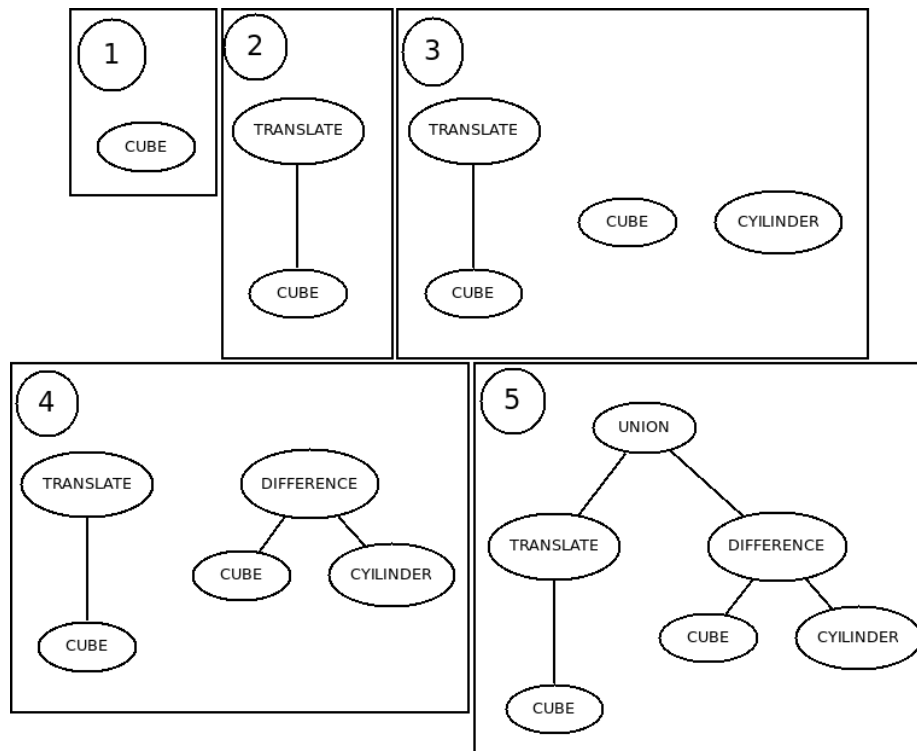 1
CUBE
2
TRANSLATE
CUBE
3
TRANSLATE
CUBE
CYILINDER
CUBE
4
TRANSLATE
DIFFERENCE
CUBE
CYILINDER
CUBE
5
UNION
TRANSLATE
DIFFERENCE
CUBE
CYILINDER
CUBE